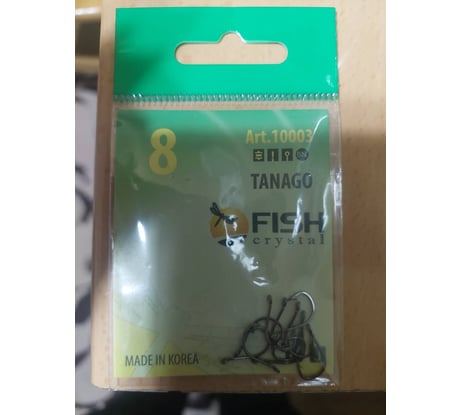 8
Art.10003
TANAGO
FISH
crystal
MADE IN KOREA